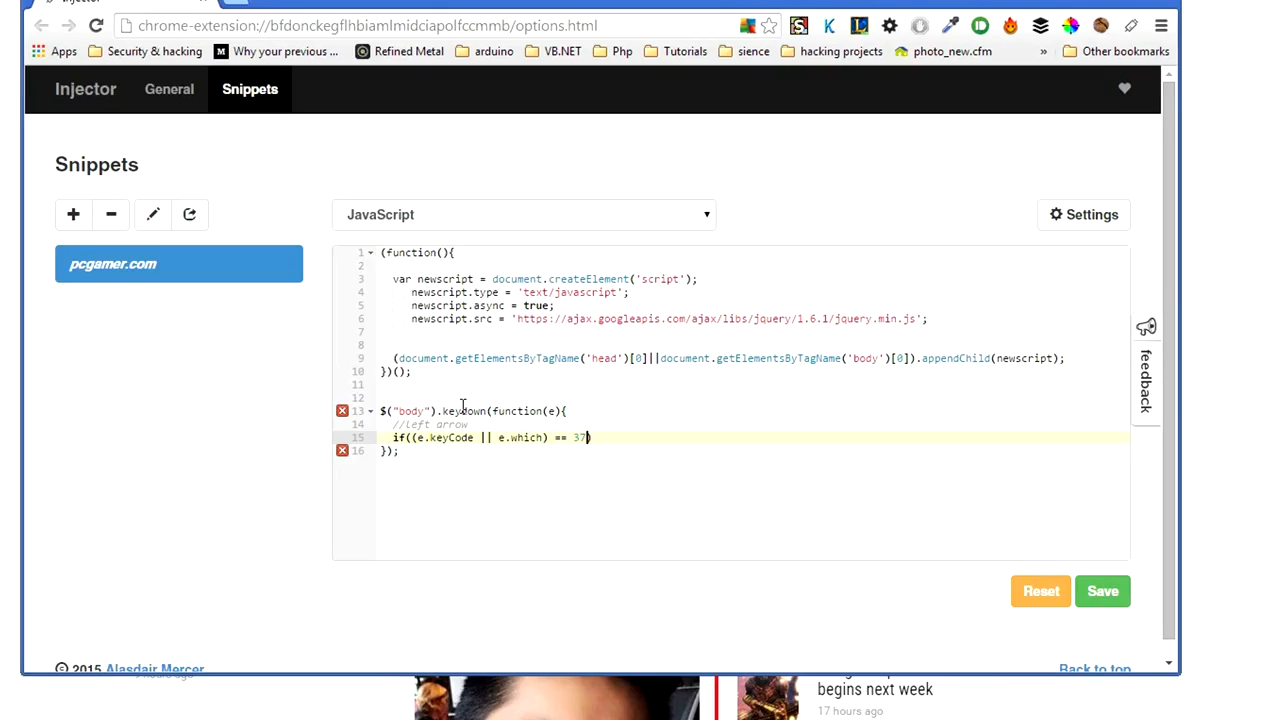 chrome-extension://bfdonckegflhbiamlmidciapolfccmmb/options.html
Apps Security & hacking Why your previous ... Refined Metal arduino VB.NET Php Tutorials sience hacking projects photo_new.cfm » Other bookmarks
Injector General Snippets
Snippets
JavaScript
Settings
pcgamer.com
1 (function(){
2
3 var newscript = document.createElement('script');
4 newscript.type = 'text/javascript';
5 newscript.async = true;
6 newscript.src = 'https://ajax.googleapis.com/ajax/libs/jquery/1.6.1/jquery.min.js';
7
8
9 (document.getElementsByTagName('head')[0]||document.getElementsByTagName('body')[0]).appendChild(newscript);
10 })();
11
12
13 $("body").keydown(function(e){
14 //left arrow
15 if((e.keyCode || e.which) == 37)
16 });
feedback
Reset Save
© 2015 Alasdair Mercer
Back to top
begins next week
17 hours ago